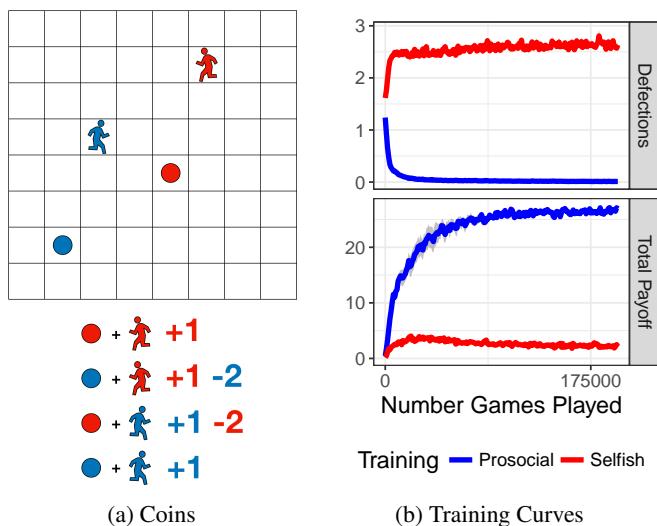 + +1
+ +1 -2
+ +1 -2
+ +1
(a) Coins
3
2
1
0
Defections
20
10
0
Total Payoff
0 175000
Number Games Played
Training Prosocial Selfish
(b) Training Curves